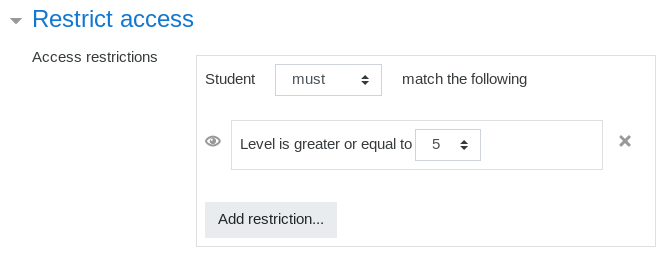 Restrict access
Access restrictions
Student must match the following
Level is greater or equal to 5
Add restriction...